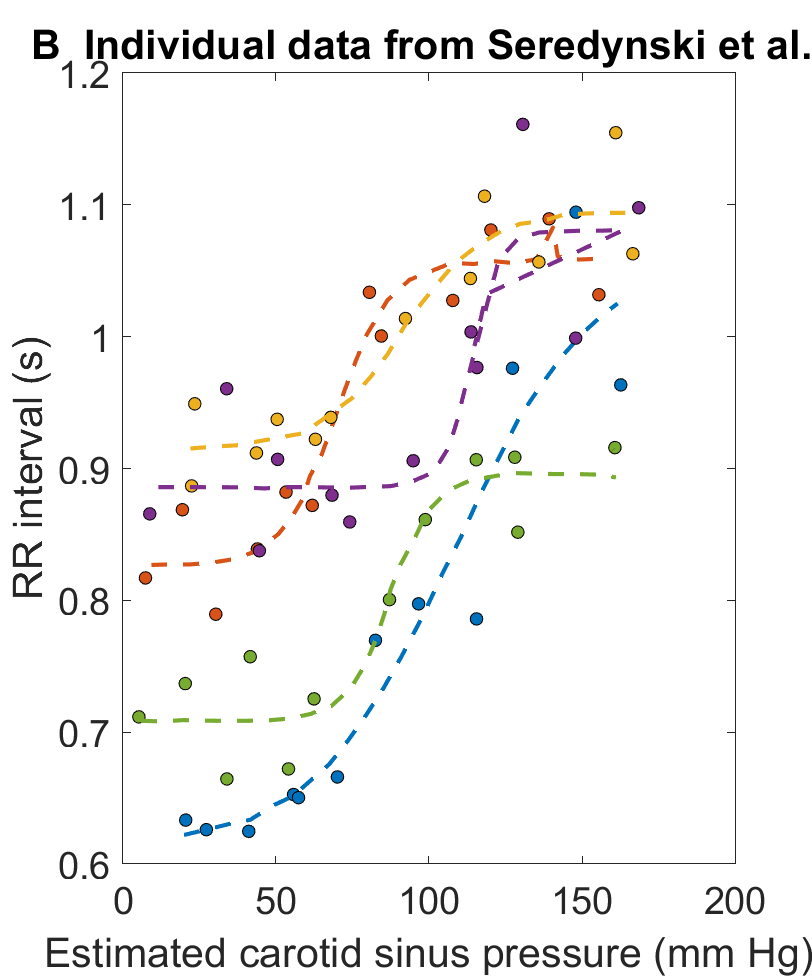 B Individual data from Seredynski et al.
1.2
1.1
1
0.9
0.8
0.7
0.6
RR interval (s)
0 50 100 150 200
Estimated carotid sinus pressure (mm Hg)